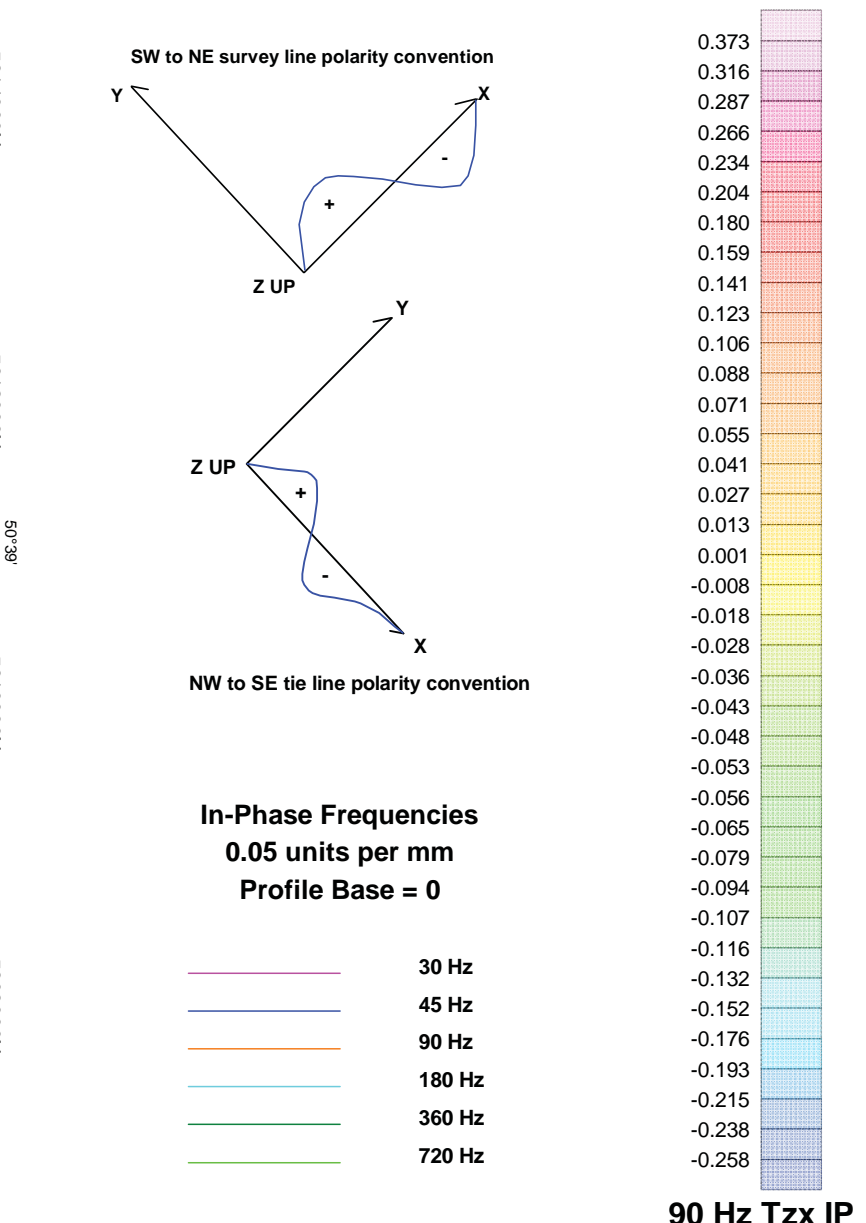 SW to NE survey line polarity convention
Y
X
-
+
Z UP
Y
Z UP
+
-
X
NW to SE tie line polarity convention
50°39'
In-Phase Frequencies
0.05 units per mm
Profile Base = 0
30 Hz
45 Hz
90 Hz
180 Hz
360 Hz
720 Hz
0.373
0.316
0.287
0.266
0.234
0.204
0.180
0.159
0.141
0.123
0.106
0.088
0.071
0.055
0.041
0.027
0.013
0.001
-0.008
-0.018
-0.028
-0.036
-0.043
-0.048
-0.053
-0.056
-0.065
-0.079
-0.094
-0.107
-0.116
-0.132
-0.152
-0.176
-0.193
-0.215
-0.238
-0.258
90 Hz Tzx IP